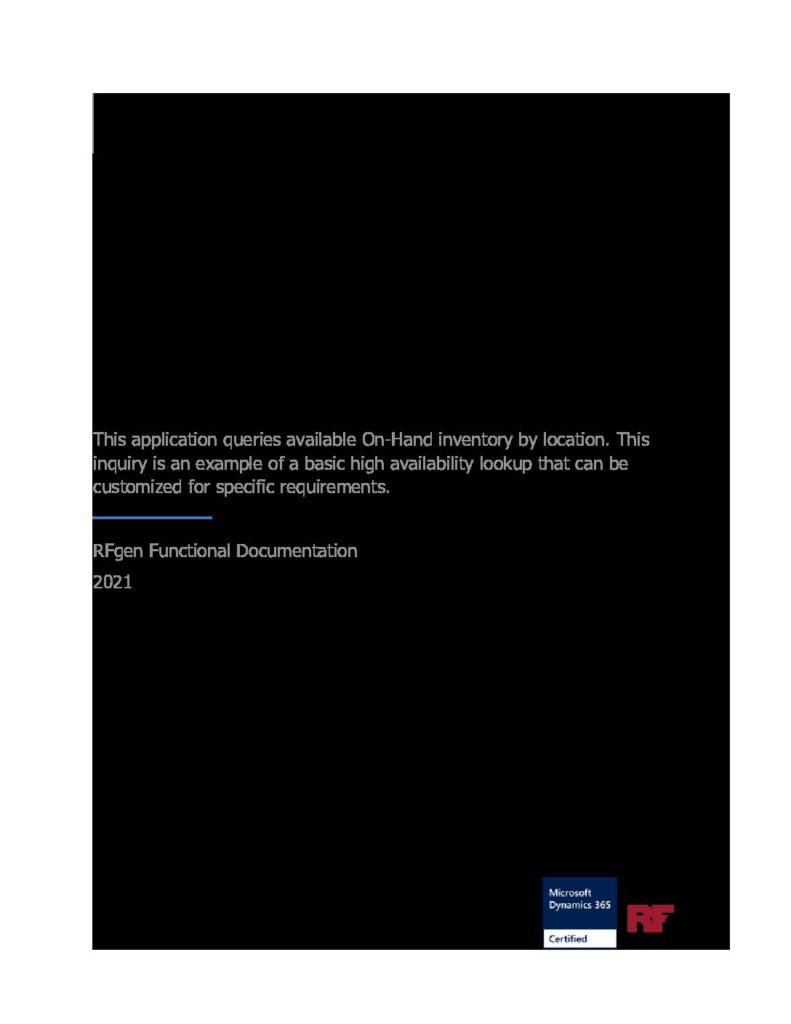 This application queries available On-Hand inventory by location. This
inquiry is an example of a basic high availability lookup that can be
customized for specific requirements.
RFgen Functional Documentation
2021
Microsoft
Dynamics 365
RF
Certified